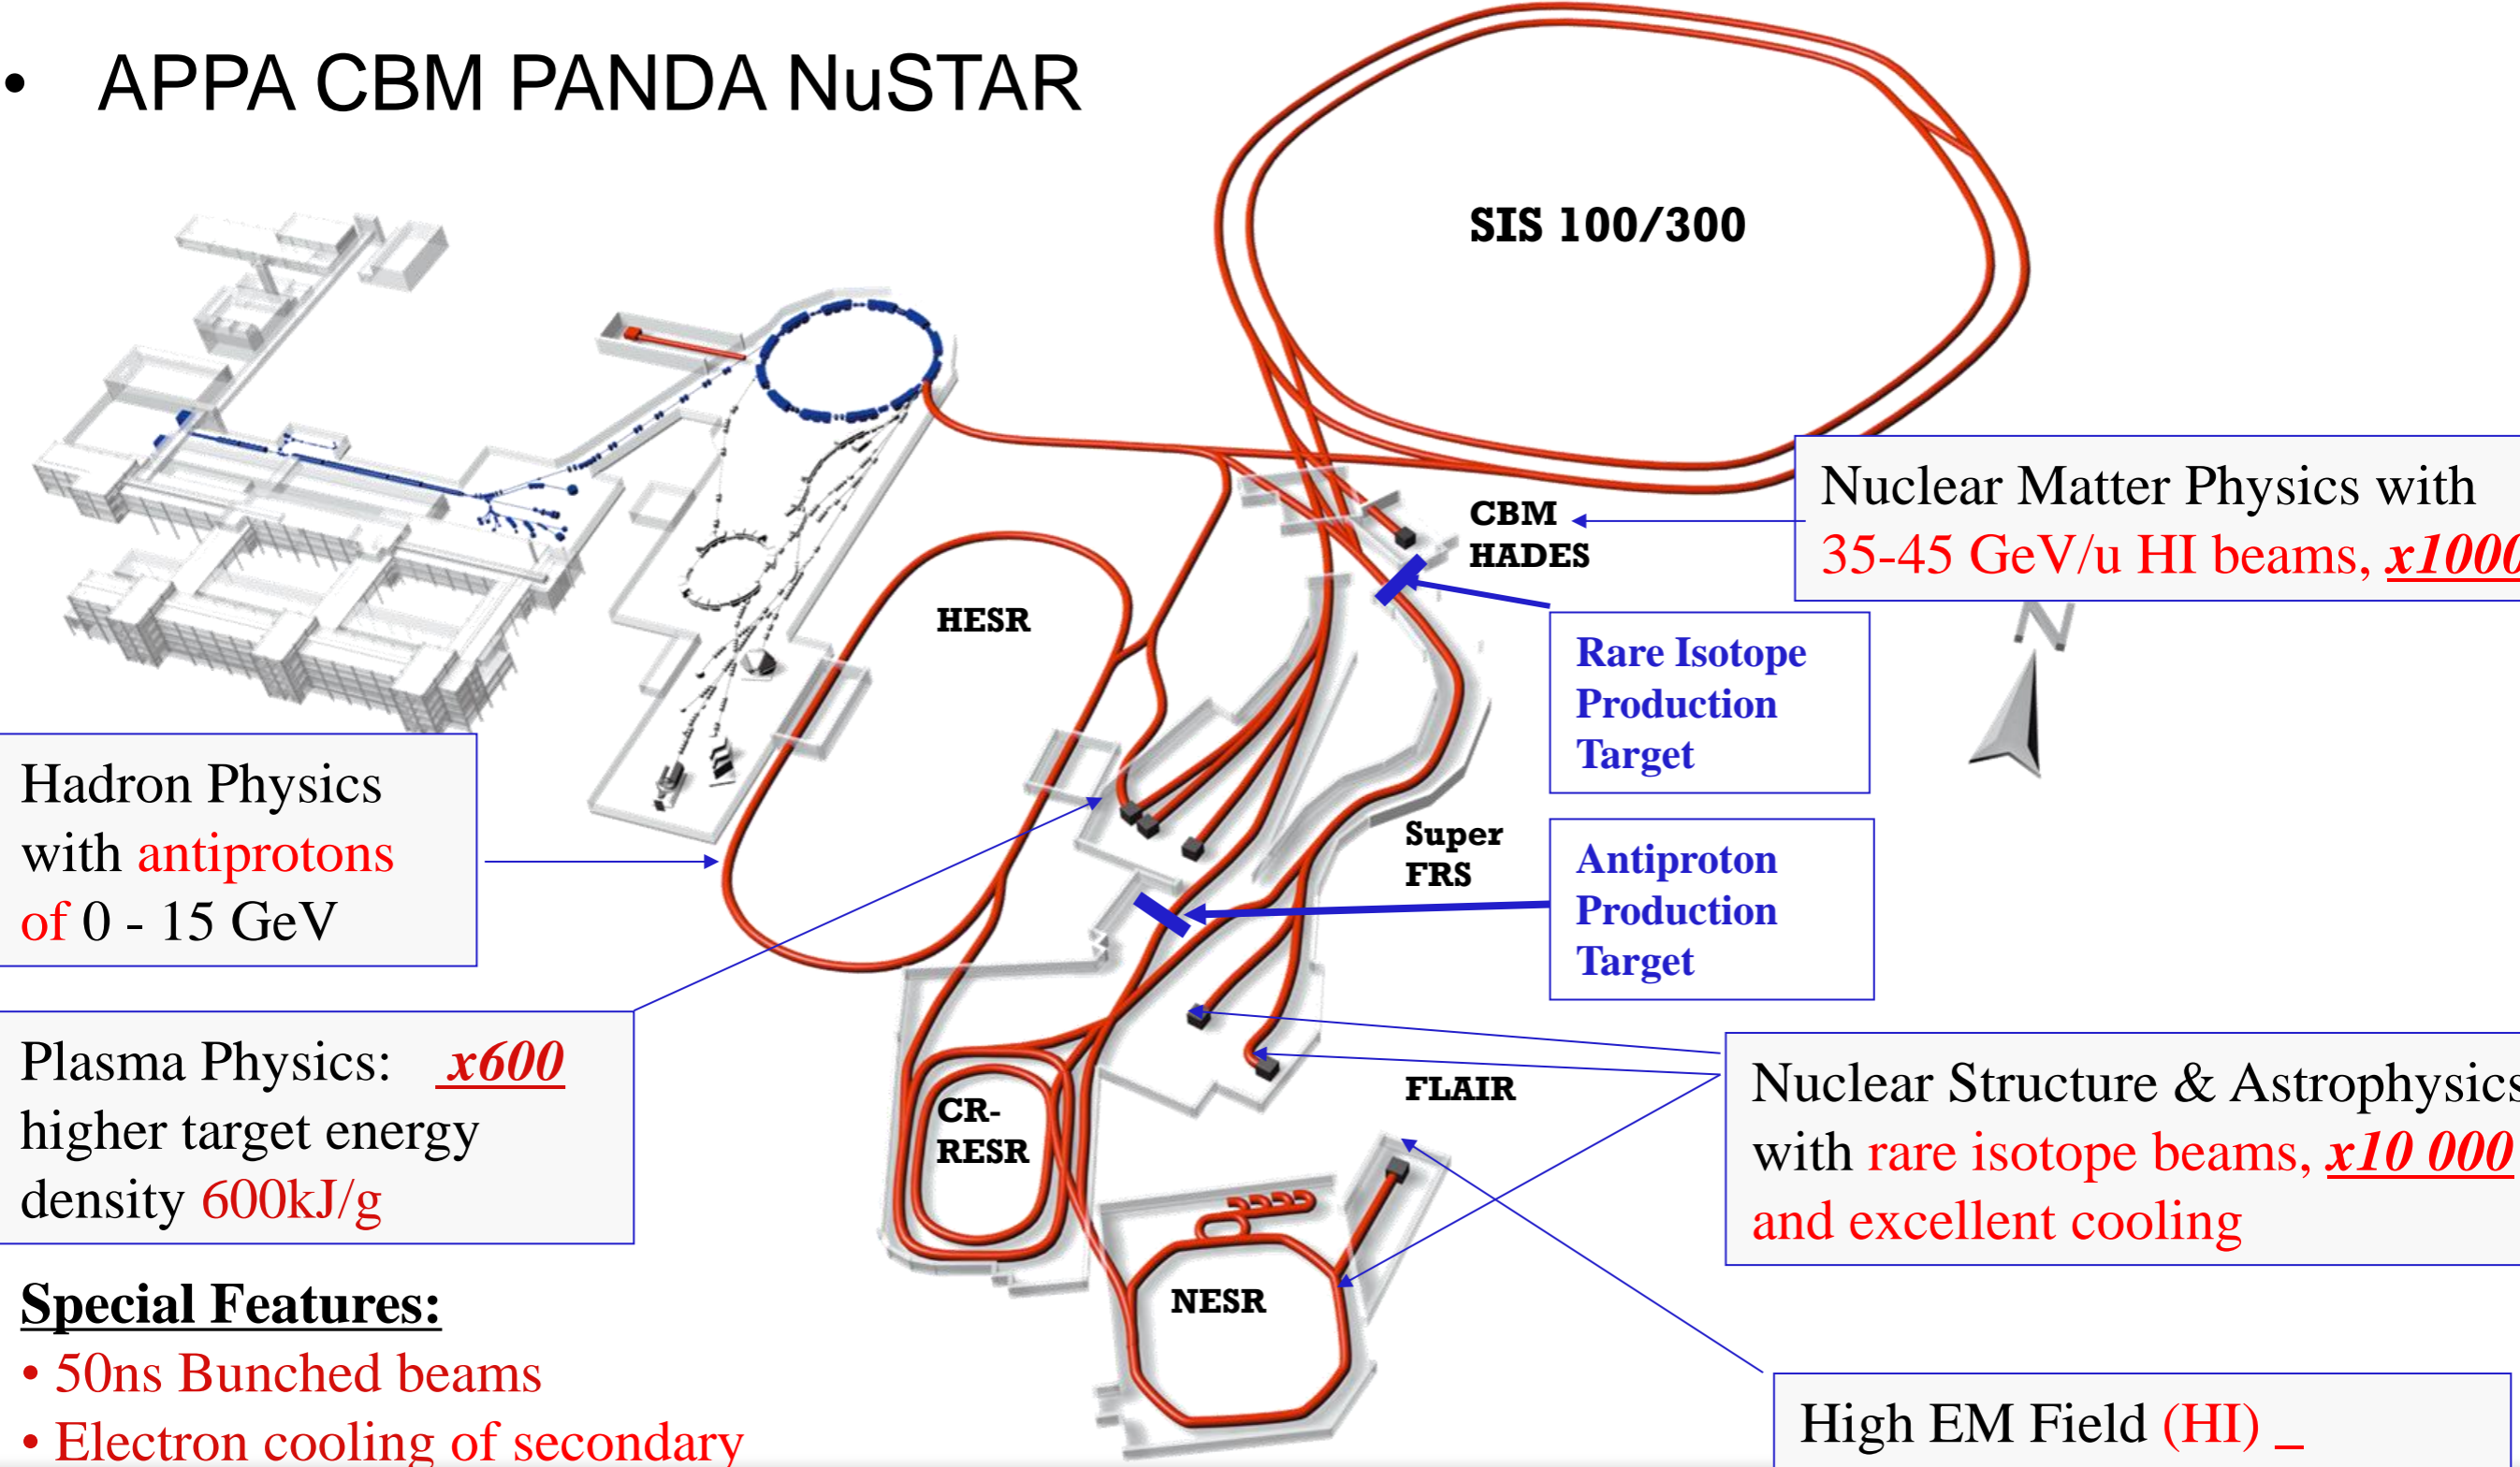 • APPA CBM PANDA NuSTAR
SIS 100/300
CBM
HADES
Nuclear Matter Physics with
35-45 GeV/u HI beams, x1000
N
HESR
Rare Isotope
Production
Target
Hadron Physics
with antiprotons
of 0 - 15 GeV
Super
FRS
Antiproton
Production
Target
Plasma Physics: x600
higher target energy
density 600kJ/g
CR-
RESR
FLAIR
Nuclear Structure & Astrophysics
with rare isotope beams, x10 000
and excellent cooling
NESR
Special Features:
• 50ns Bunched beams
• Electron cooling of secondary
High EM Field (HI) _